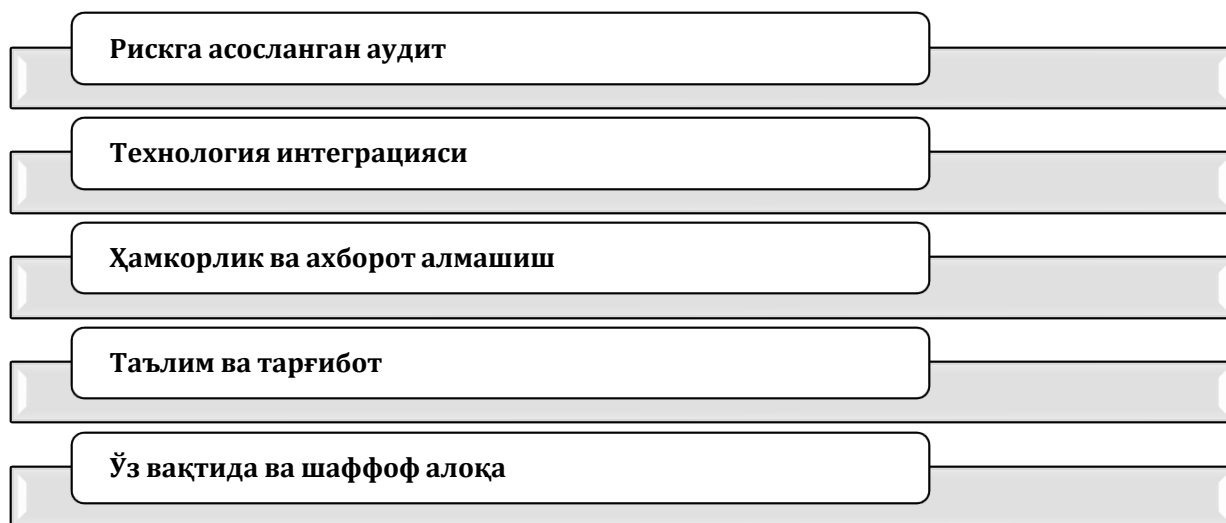 Рискга асосланган аудит
Технология интеграцияси
Ҳамкорлик ва ахборот алмашиш
Таълим ва тарғибот
Ўз вақтида ва шаффоф алоқа